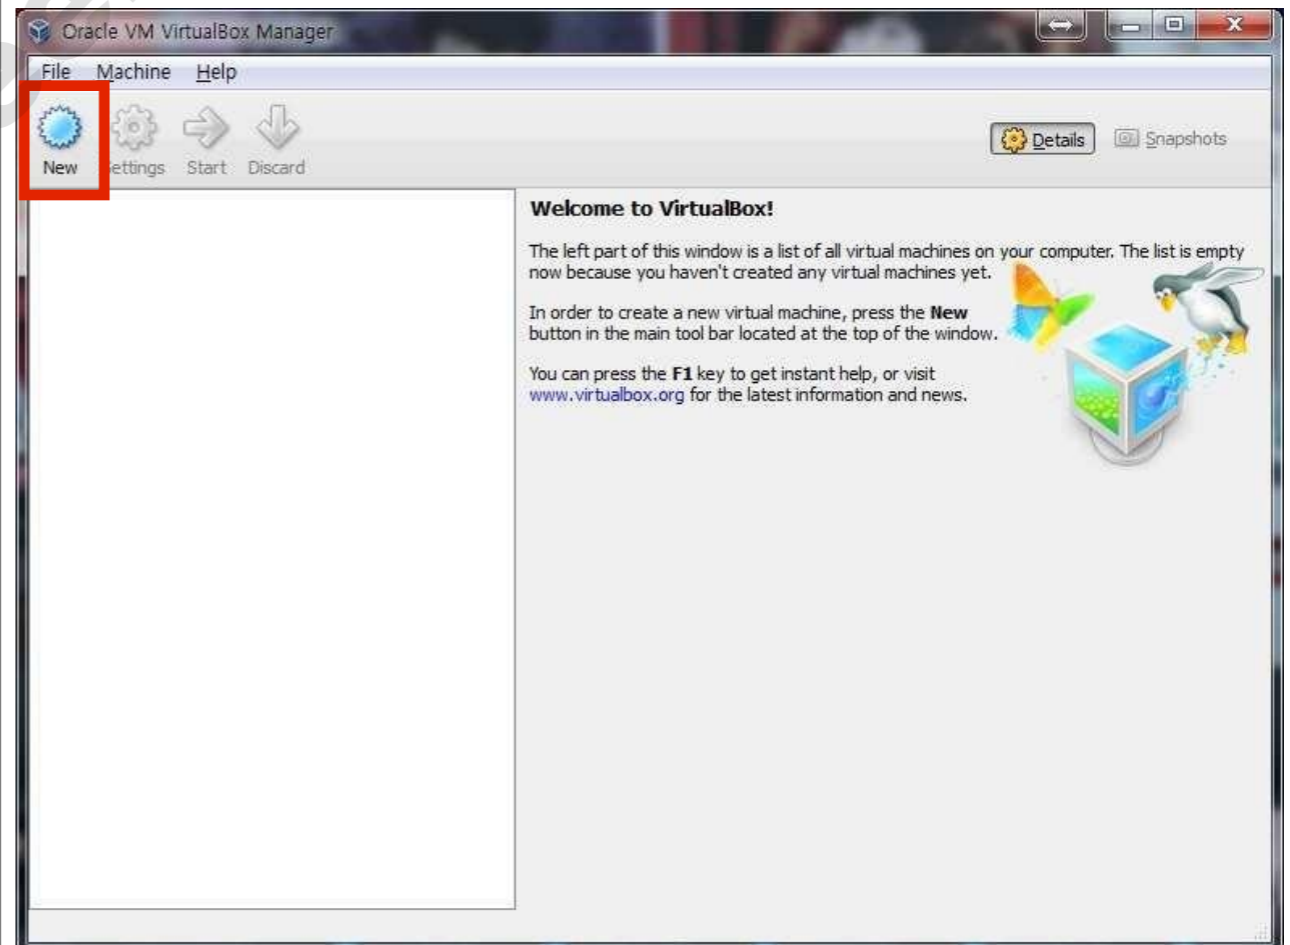 Oracle VM VirtualBox Manager
File Machine Help
New Settings Start Discard
Details Snapshots
Welcome to VirtualBox!
The left part of this window is a list of all virtual machines on your computer. The list is empty
now because you haven't created any virtual machines yet.
In order to create a new virtual machine, press the New
button in the main tool bar located at the top of the window.
You can press the F1 key to get instant help, or visit
www.virtualbox.org for the latest information and news.